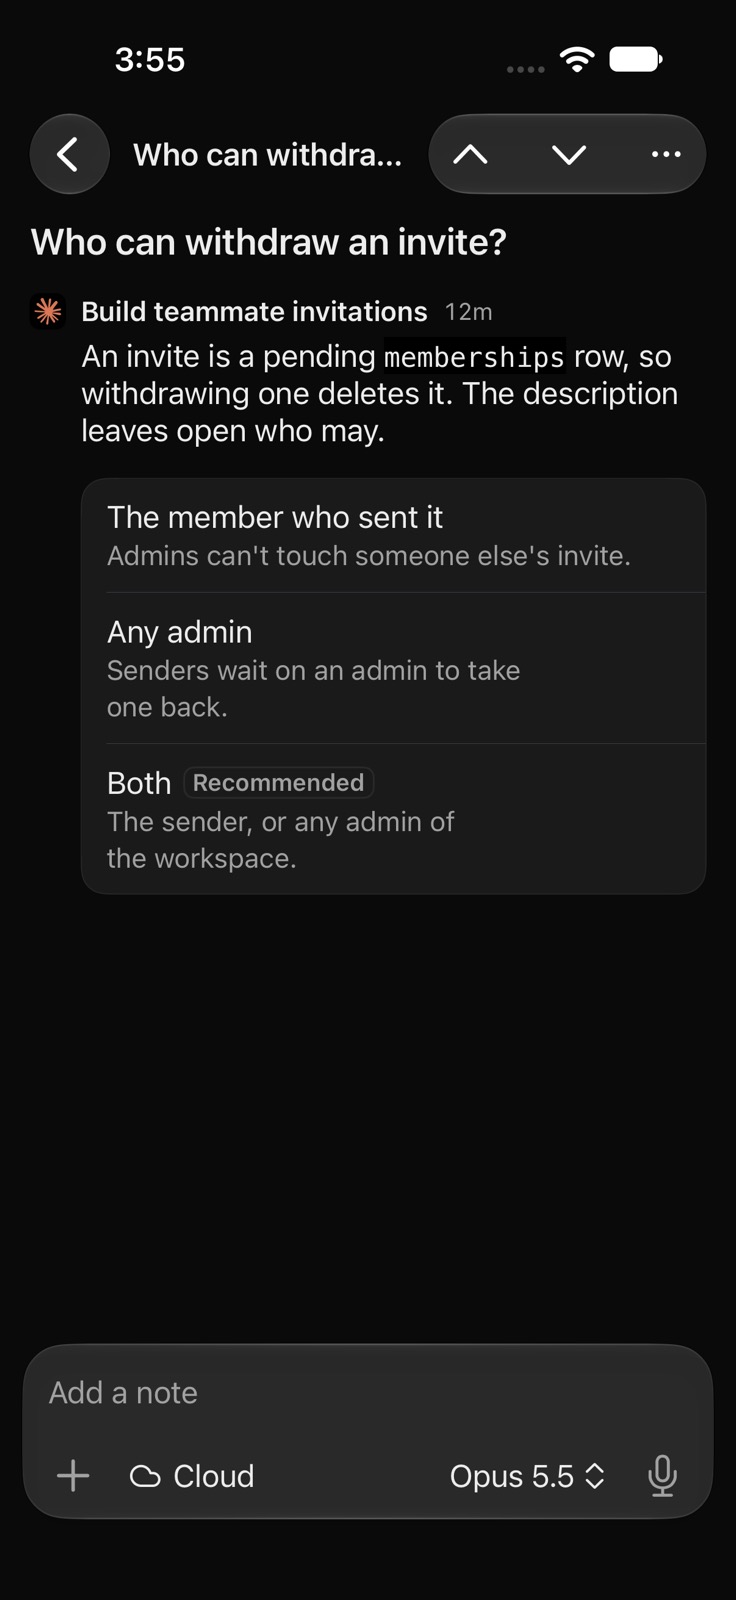 3:55
Who can withdra...
Who can withdraw an invite?
Build teammate invitations 12m
An invite is a pending memberships row, so
withdrawing one deletes it. The description
leaves open who may.
The member who sent it
Admins can't touch someone else's invite.
Any admin
Senders wait on an admin to take
one back.
Both Recommended
The sender, or any admin of
the workspace.
Add a note
Cloud
Opus 5.5